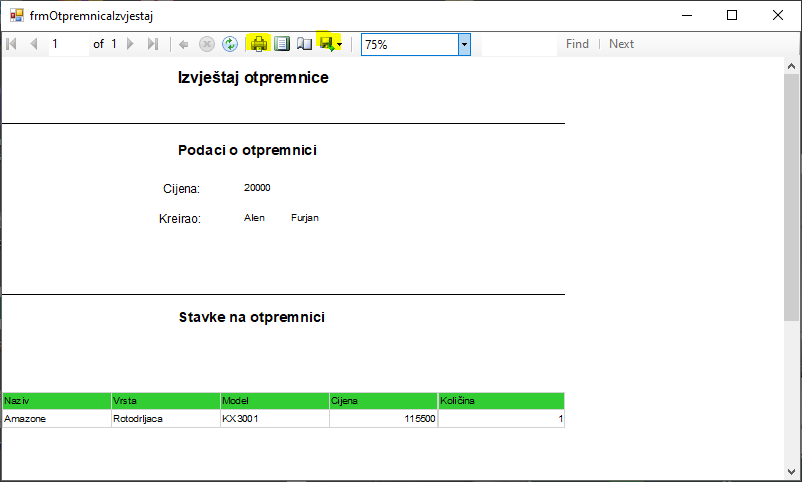 frmOtpremnicaIzvjestaj
1 of 1 75% Find | Next
Izvještaj otpremnice
Podaci o otpremnici
Cijena: 20000
Kreirao: Alen Furjan
Stavke na otpremnici
Naziv Vrsta Model Cijena Količina
Amazone Rotodrljaca KX3001 115500 1